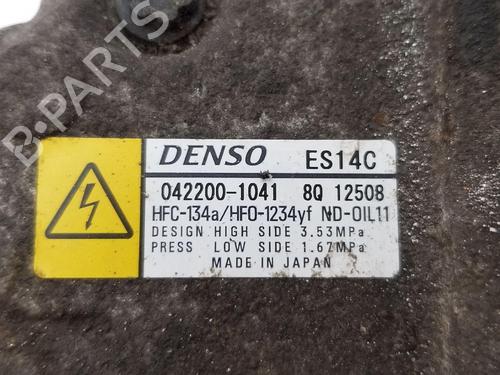 B-PARTS
DENSO ES14C
042200-1041 8Q 12508
HFC-134a/HFO-1234yf ND-OIL11
DESIGN HIGH SIDE 3.53MPa
PRESS LOW SIDE 1.67MPa
MADE IN JAPAN